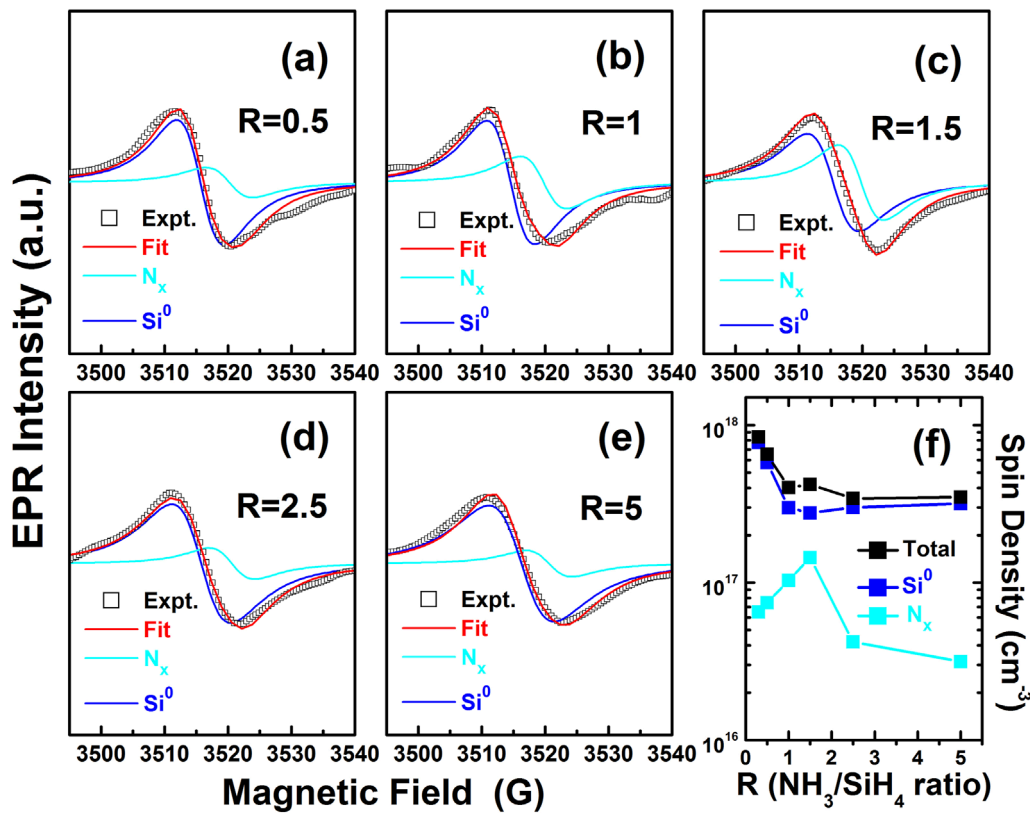 EPR Intensity (a.u.)
(a)
R=0.5
Expt.
Fit
Nₓ
Si⁰
3500 3510 3520 3530 3540
(b)
R=1
Expt.
Fit
Nₓ
Si⁰
3500 3510 3520 3530 3540
(c)
R=1.5
Expt.
Fit
Nₓ
Si⁰
3500 3510 3520 3530 3540
(d)
R=2.5
Expt.
Fit
Nₓ
Si⁰
3500 3510 3520 3530 3540
(e)
R=5
Expt.
Fit
Nₓ
Si⁰
3500 3510 3520 3530 3540
Magnetic Field (G)
(f)
10¹⁸
10¹⁷
10¹⁶
Total
Si⁰
Nₓ
0 1 2 3 4 5
R (NH₃/SiH₄ ratio)
Spin Density (cm⁻³)